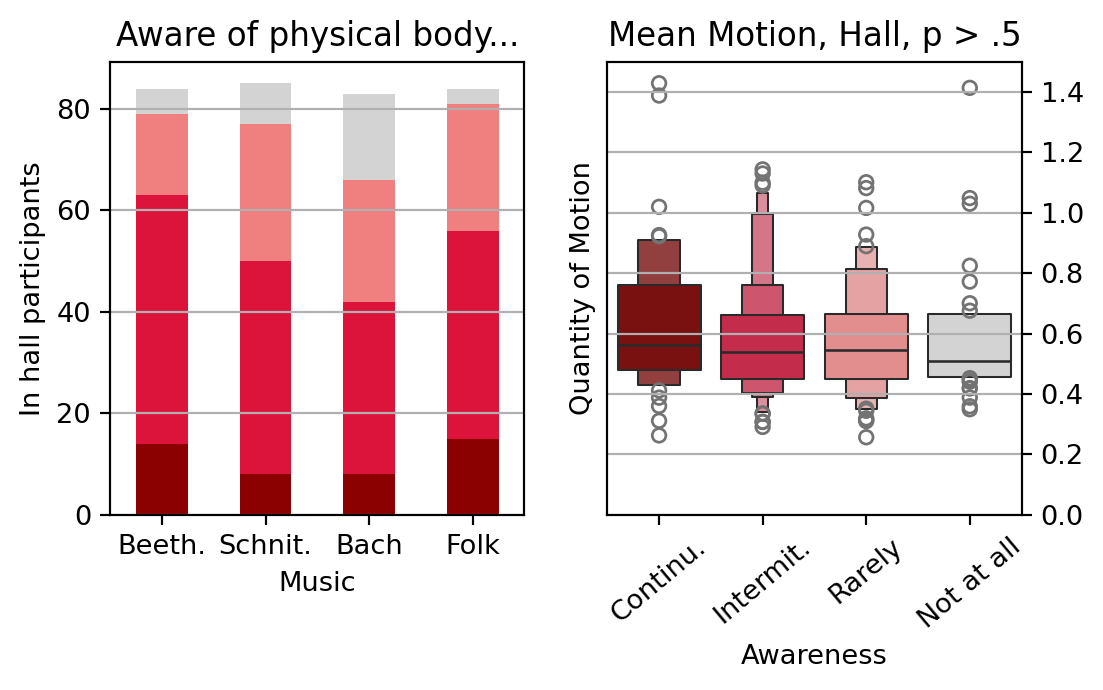 Aware of physical body...
In hall participants
80
60
40
20
0
Beeth. Schnit. Bach Folk
Music
Mean Motion, Hall, p > .5
Quantity of Motion
1.4
1.2
1.0
0.8
0.6
0.4
0.2
0.0
Continu. Intermit. Rarely Not at all
Awareness